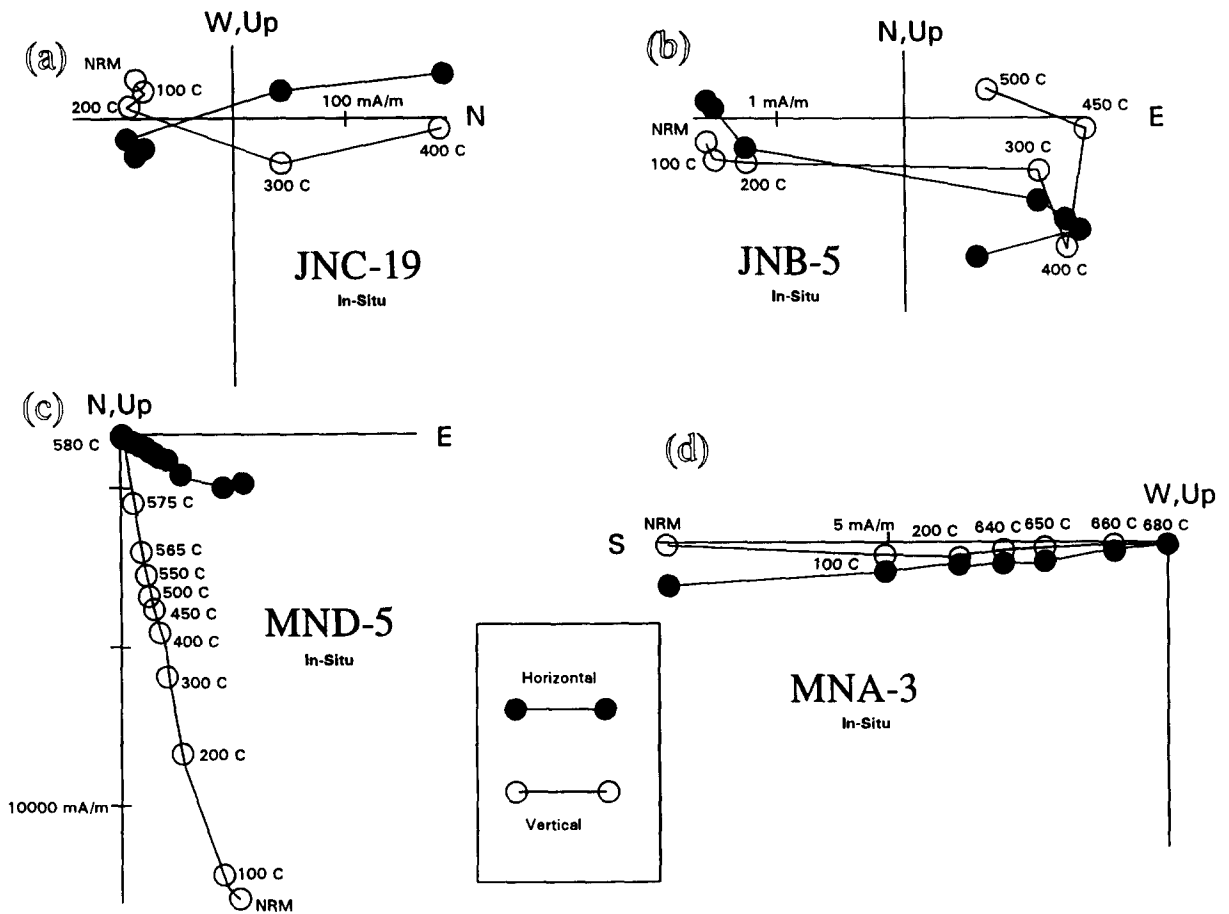 (a)
W,Up
NRM
100 C
200 C
100 mA/m
N
300 C
400 C
JNC-19
In-Situ
(b)
N,Up
500 C
1 mA/m
450 C
E
NRM
300 C
100 C
200 C
400 C
JNB-5
In-Situ
(c)
N,Up
E
580 C
575 C
565 C
550 C
500 C
450 C
400 C
300 C
200 C
10000 mA/m
100 C
NRM
MND-5
In-Situ
(d)
W,Up
NRM
5 mA/m
200 C
640 C
650 C
660 C
680 C
S
100 C
MNA-3
In-Situ
Horizontal
Vertical